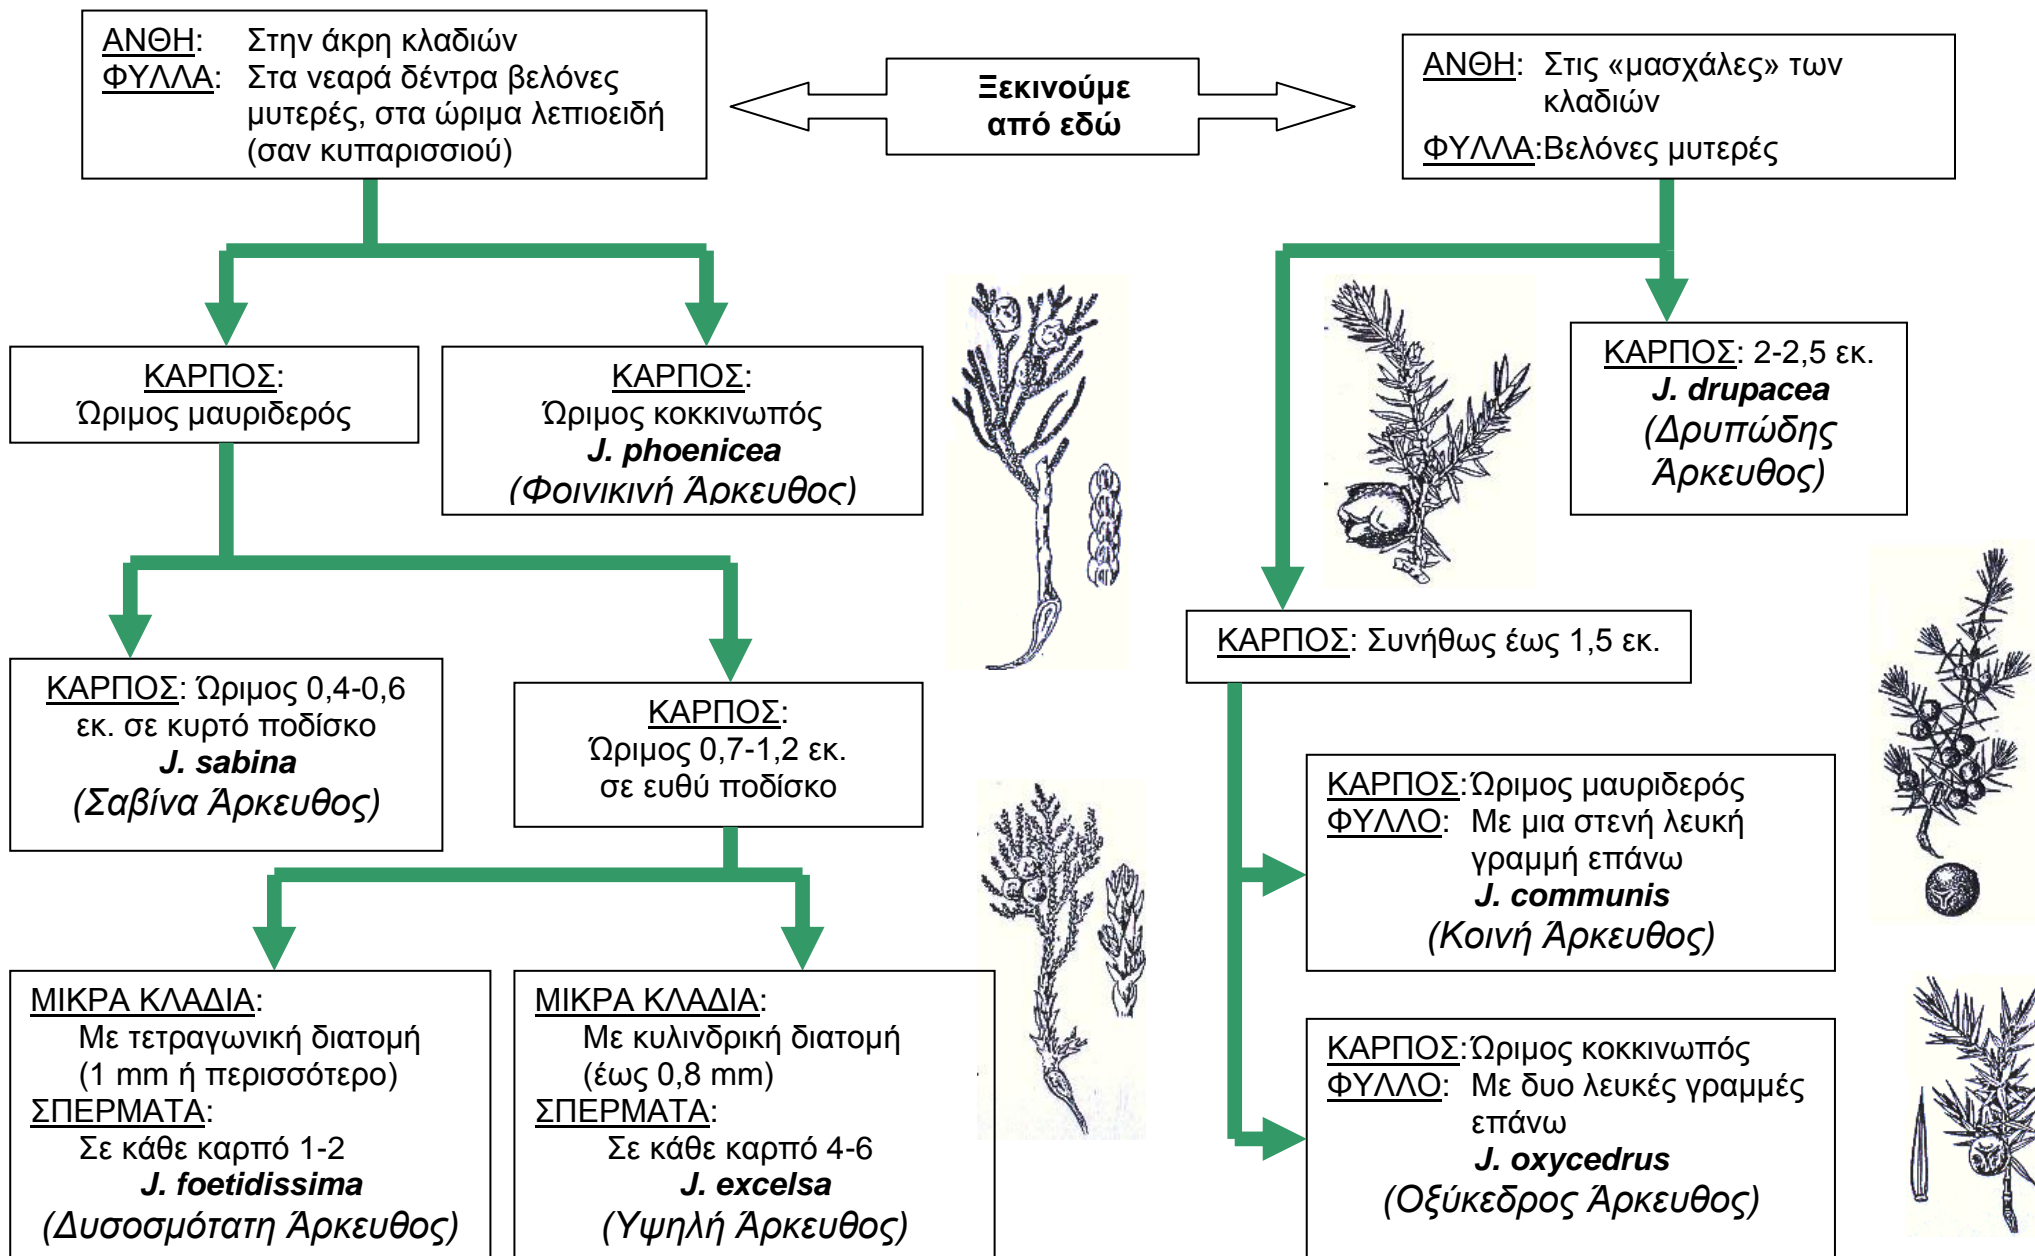 ΑΝΘΗ: Στην άκρη κλαδιών
ΦΥΛΛΑ: Στα νεαρά δέντρα βελόνες
μυτερές, στα ώριμα λεπιοειδή
(σαν κυπαρισσιού)
Ξεκινούμε
από εδώ
ΑΝΘΗ: Στις «μασχάλες» των
κλαδιών
ΦΥΛΛΑ:Βελόνες μυτερές
ΚΑΡΠΟΣ:
Ώριμος μαυριδερός
ΚΑΡΠΟΣ:
Ώριμος κοκκινωπός
J. phoenicea
(Φοινικινή Άρκευθος)
ΚΑΡΠΟΣ: 2-2,5 εκ.
J. drupacea
(Δρυπώδης
Άρκευθος)
ΚΑΡΠΟΣ: Συνήθως έως 1,5 εκ.
ΚΑΡΠΟΣ: Ώριμος 0,4-0,6
εκ. σε κυρτό ποδίσκο
J. sabina
(Σαβίνα Άρκευθος)
ΚΑΡΠΟΣ:
Ώριμος 0,7-1,2 εκ.
σε ευθύ ποδίσκο
ΚΑΡΠΟΣ:Ώριμος μαυριδερός
ΦΥΛΛΟ: Με μια στενή λευκή
γραμμή επάνω
J. communis
(Κοινή Άρκευθος)
ΜΙΚΡΑ ΚΛΑΔΙΑ:
Με τετραγωνική διατομή
(1 mm ή περισσότερο)
ΣΠΕΡΜΑΤΑ:
Σε κάθε καρπό 1-2
J. foetidissima
(Δυσοσμότατη Άρκευθος)
ΜΙΚΡΑ ΚΛΑΔΙΑ:
Με κυλινδρική διατομή
(έως 0,8 mm)
ΣΠΕΡΜΑΤΑ:
Σε κάθε καρπό 4-6
J. excelsa
(Υψηλή Άρκευθος)
ΚΑΡΠΟΣ:Ώριμος κοκκινωπός
ΦΥΛΛΟ: Με δυο λευκές γραμμές
επάνω
J. oxycedrus
(Οξύκεδρος Άρκευθος)